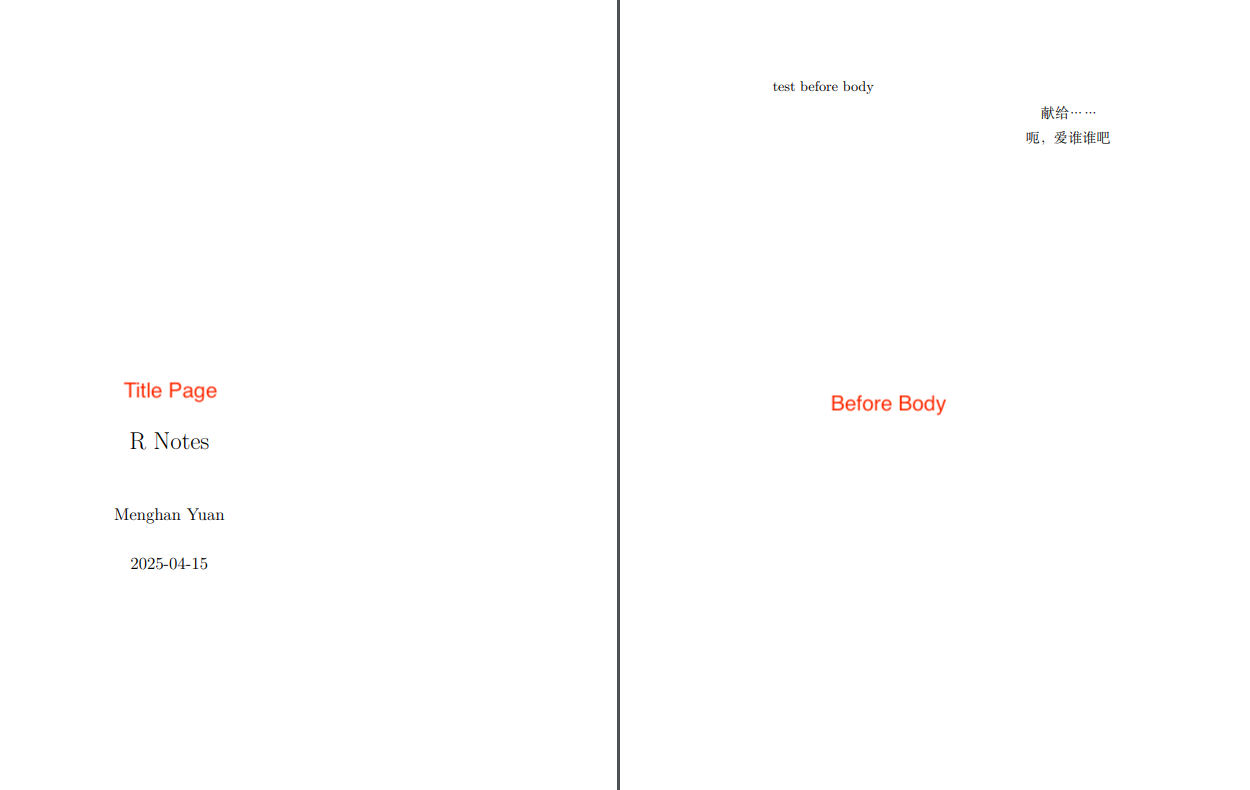 Title Page
R Notes
Menghan Yuan
2025-04-15
test before body
献给……
呃，爱谁谁吧
Before Body